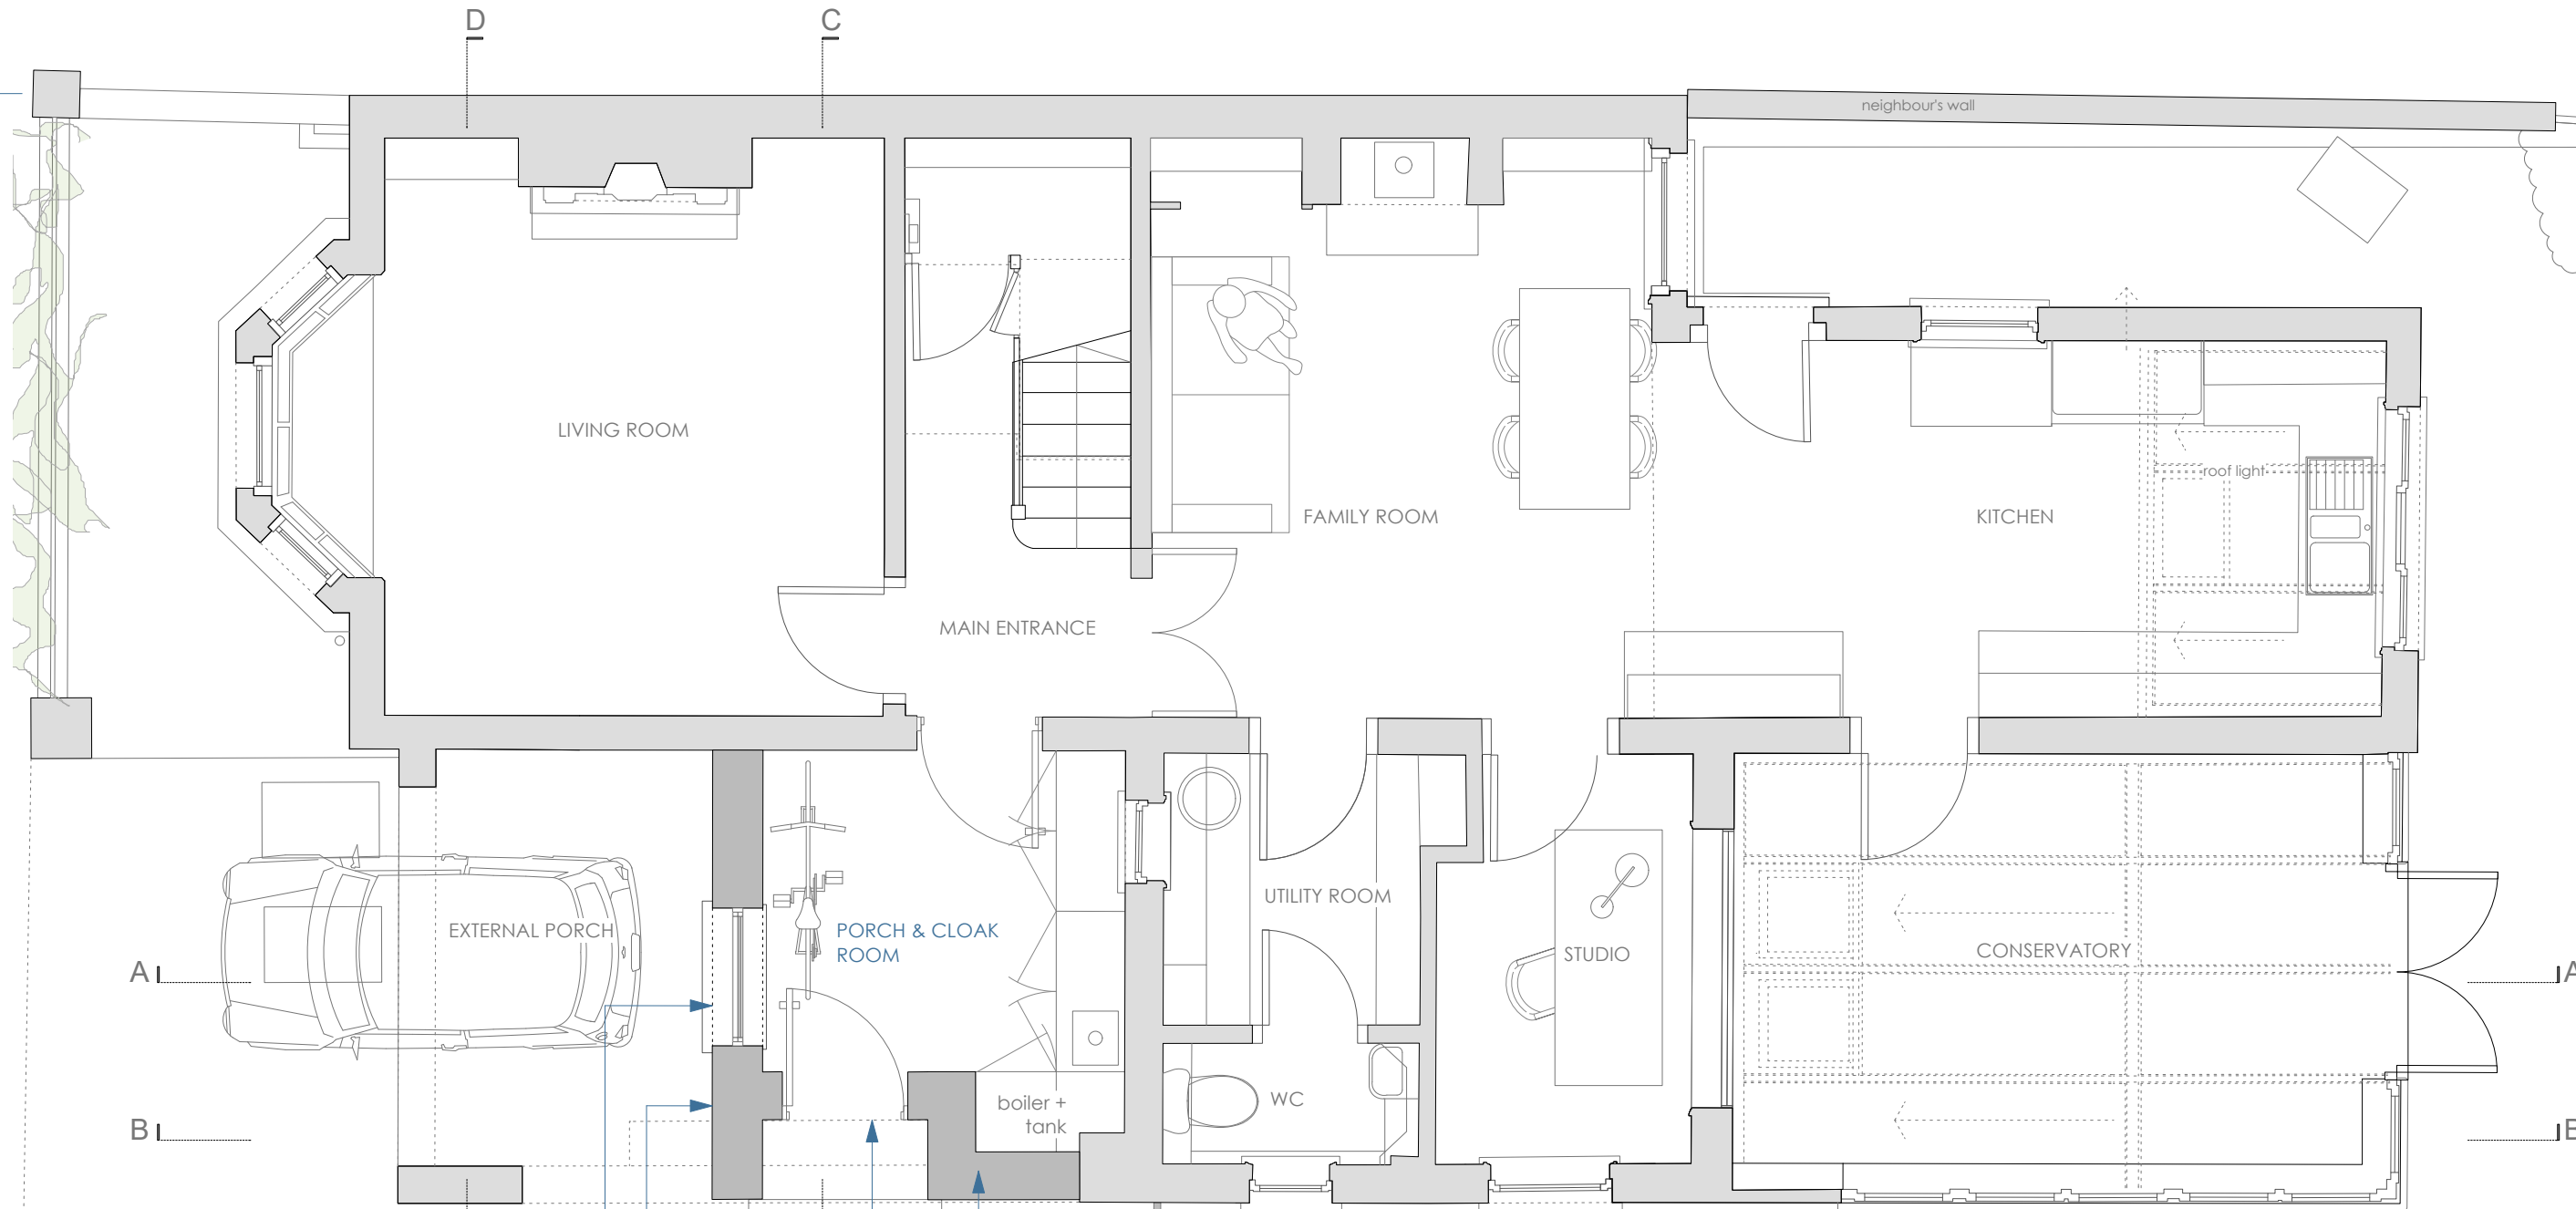 D
C
neighbour's wall
LIVING ROOM
roof light
FAMILY ROOM
KITCHEN
MAIN ENTRANCE
UTILITY ROOM
EXTERNAL PORCH
PORCH & CLOAK
ROOM
STUDIO
CONSERVATORY
A
A
boiler +
tank
WC
B
B